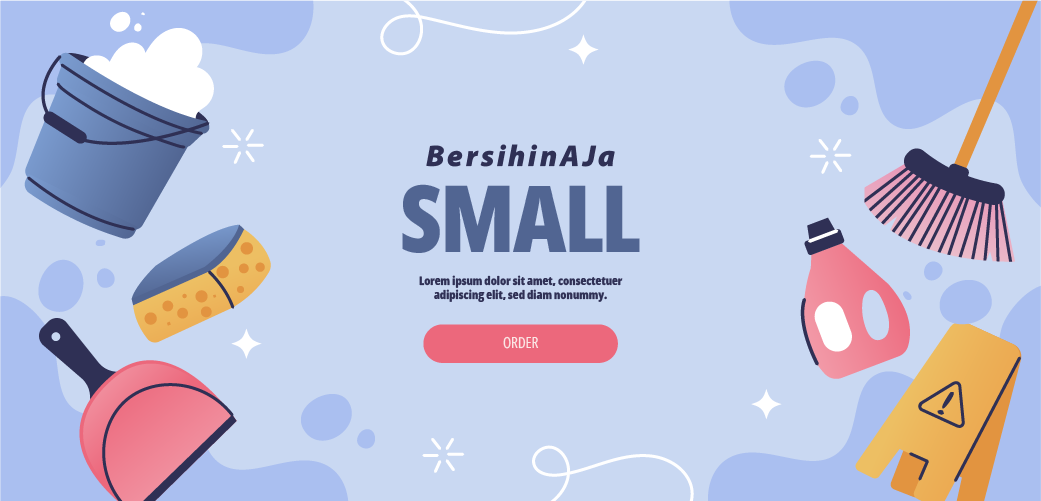 BersihinAJa
SMALL
Lorem ipsum dolor sit amet, consectetuer
adipiscing elit, sed diam nonummy.
ORDER